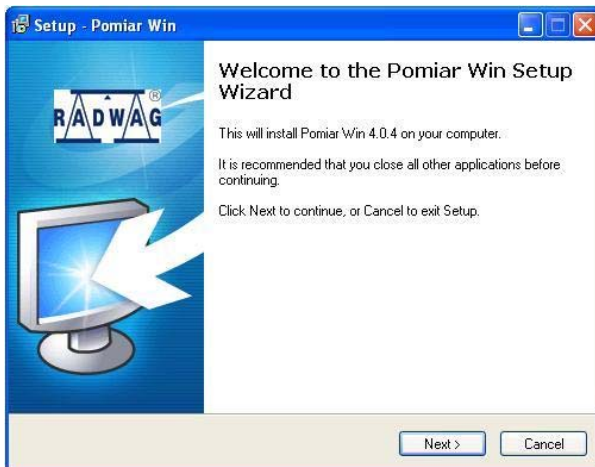 Setup - Pomiar Win
RADWAG®
Welcome to the Pomiar Win Setup
Wizard
This will install Pomiar Win 4.0.4 on your computer.
It is recommended that you close all other applications before
continuing.
Click Next to continue, or Cancel to exit Setup.
Next >
Cancel